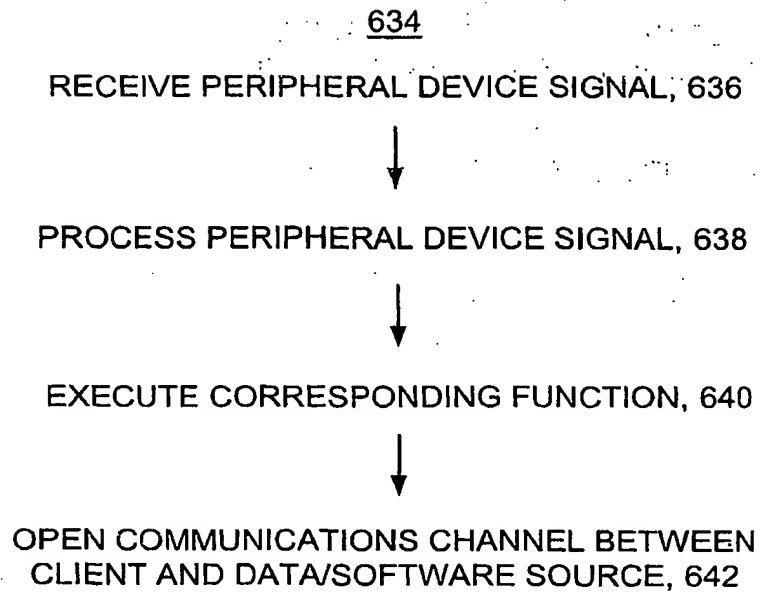 634
RECEIVE PERIPHERAL DEVICE SIGNAL, 636
PROCESS PERIPHERAL DEVICE SIGNAL, 638
EXECUTE CORRESPONDING FUNCTION, 640
OPEN COMMUNICATIONS CHANNEL BETWEEN
CLIENT AND DATA/SOFTWARE SOURCE, 642